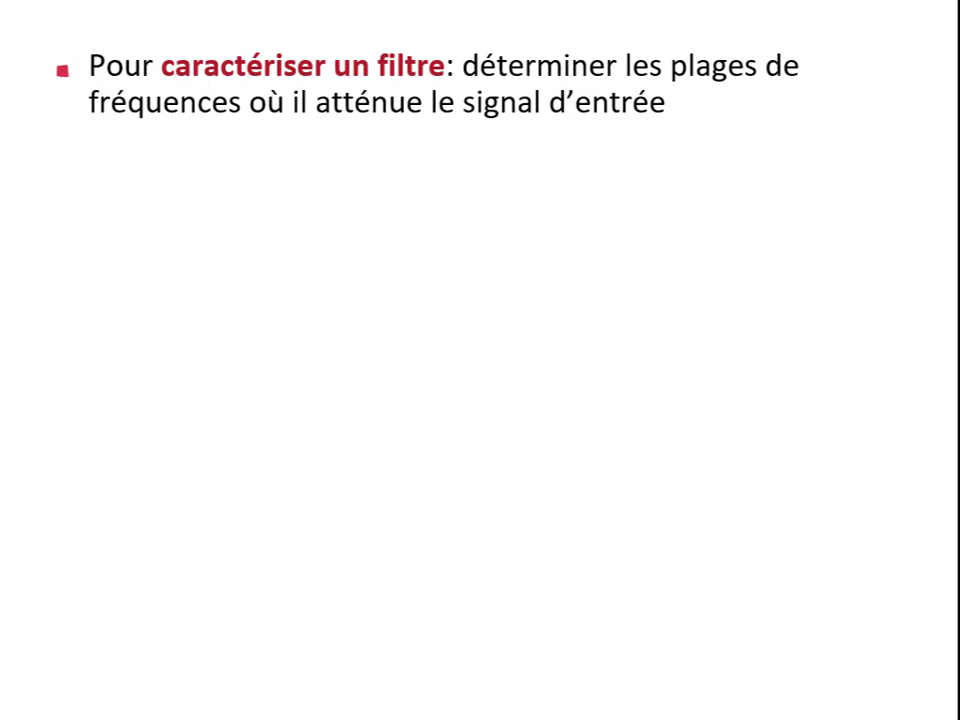 Pour caractériser un filtre: déterminer les plages de
fréquences où il atténue le signal d’entrée